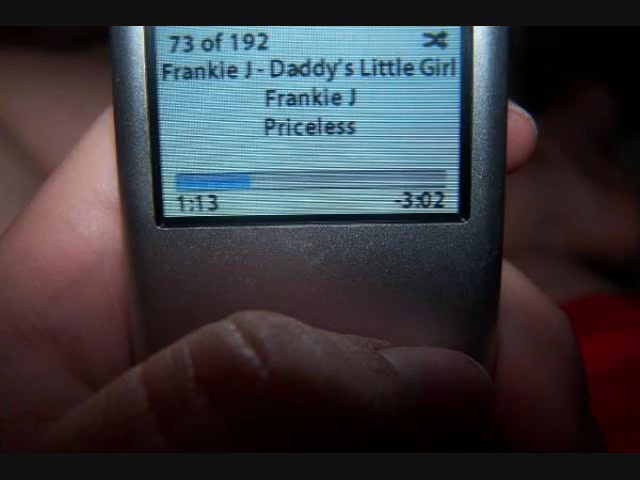 73 of 192
Frankie J - Daddy's Little Girl
Frankie J
Priceless
1:13 -3:02